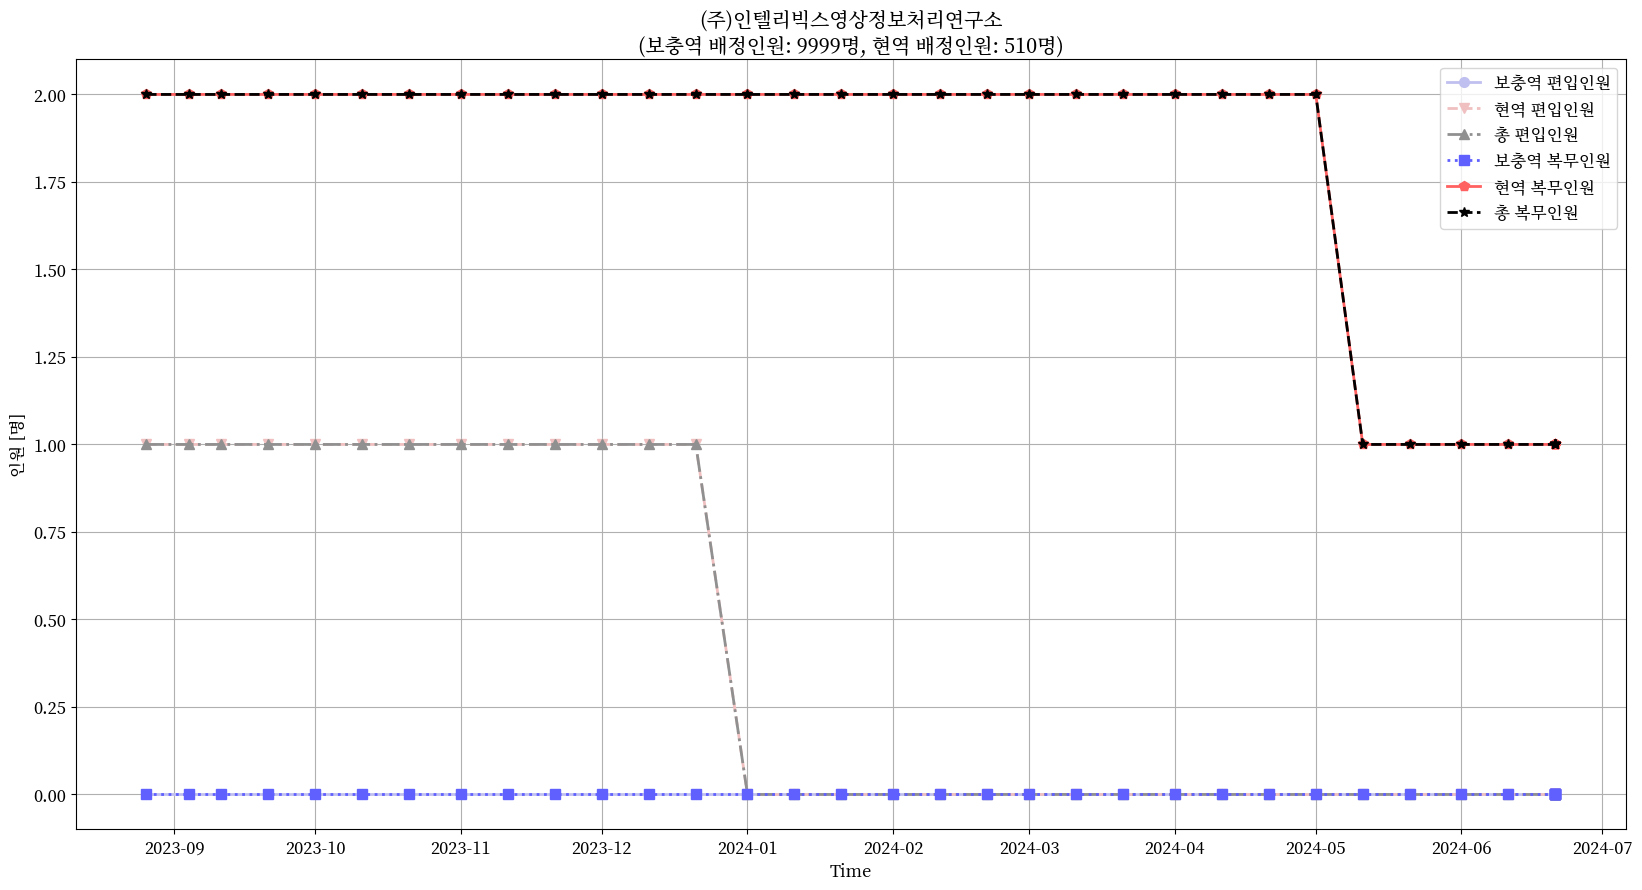 (주)인텔리빅스영상정보처리연구소
(보충역 배정인원: 9999명, 현역 배정인원: 510명)
보충역 편입인원
현역 편입인원
총 편입인원
보충역 복무인원
현역 복무인원
총 복무인원
2.00
1.75
1.50
1.25
1.00
0.75
0.50
0.25
0.00
인원 [명]
2023-09 2023-10 2023-11 2023-12 2024-01 2024-02 2024-03 2024-04 2024-05 2024-06 2024-07
Time